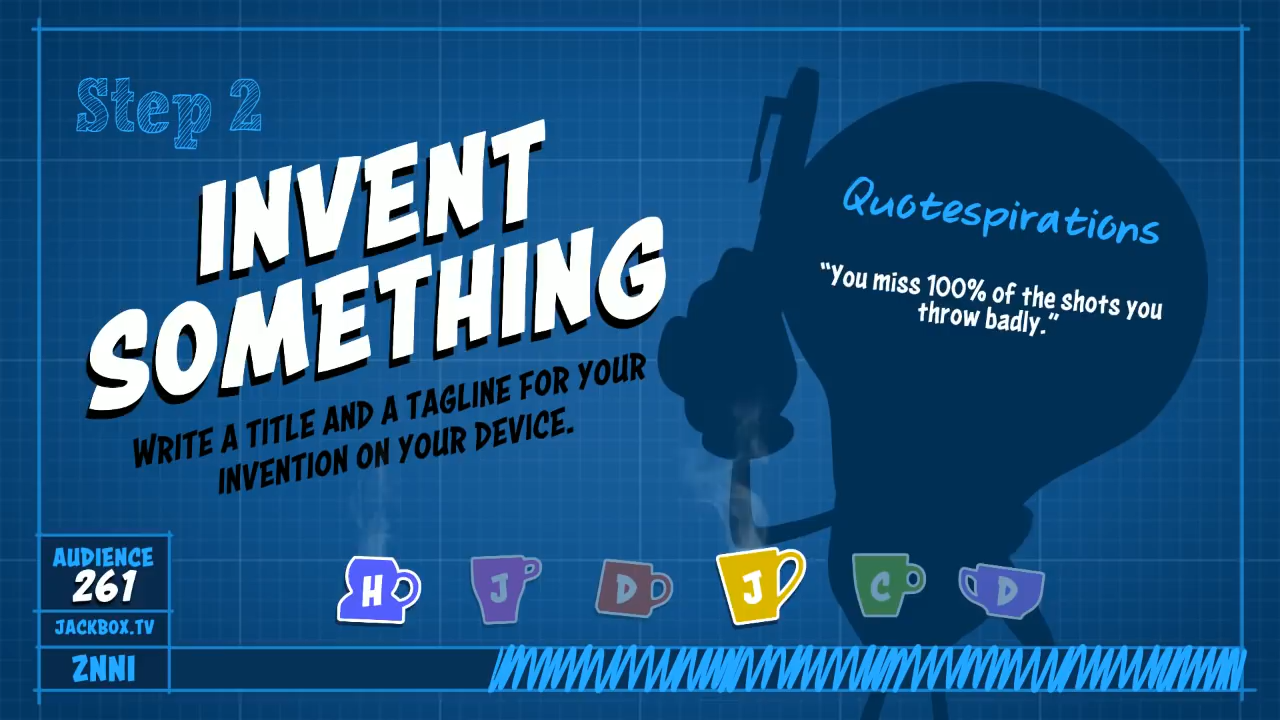 Step 2
INVENT
SOMETHING
WRITE A TITLE AND A TAGLINE FOR YOUR
INVENTION ON YOUR DEVICE.
Quotespirations
“You miss 100% of the shots you
throw badly.”
AUDIENCE
261
JACKBOX.TV
ZNNI
H J D J C D